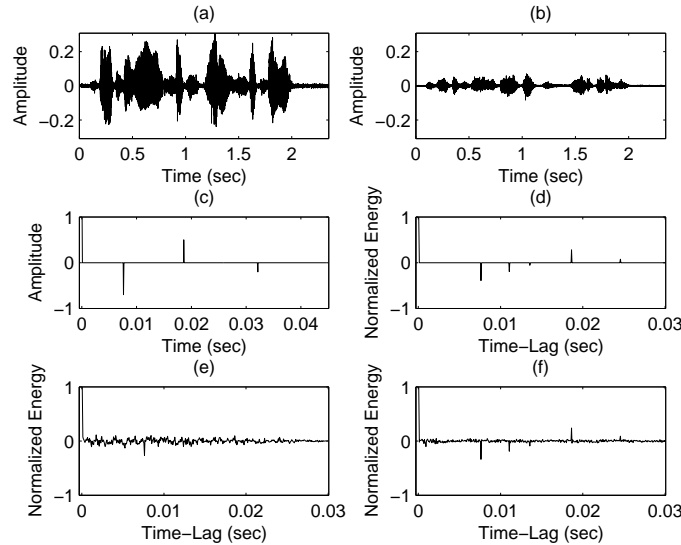 (a)
(b)
Amplitude
0.2
0
−0.2
0 0.5 1 1.5 2
Time (sec)
Amplitude
0.2
0
−0.2
0 0.5 1 1.5 2
Time (sec)
(c)
(d)
Amplitude
1
0
−1
0 0.01 0.02 0.03 0.04
Time (sec)
Normalized Energy
1
0
−1
0 0.01 0.02 0.03
Time−Lag (sec)
(e)
(f)
Normalized Energy
1
0
−1
0 0.01 0.02 0.03
Time−Lag (sec)
Normalized Energy
1
0
−1
0 0.01 0.02 0.03
Time−Lag (sec)